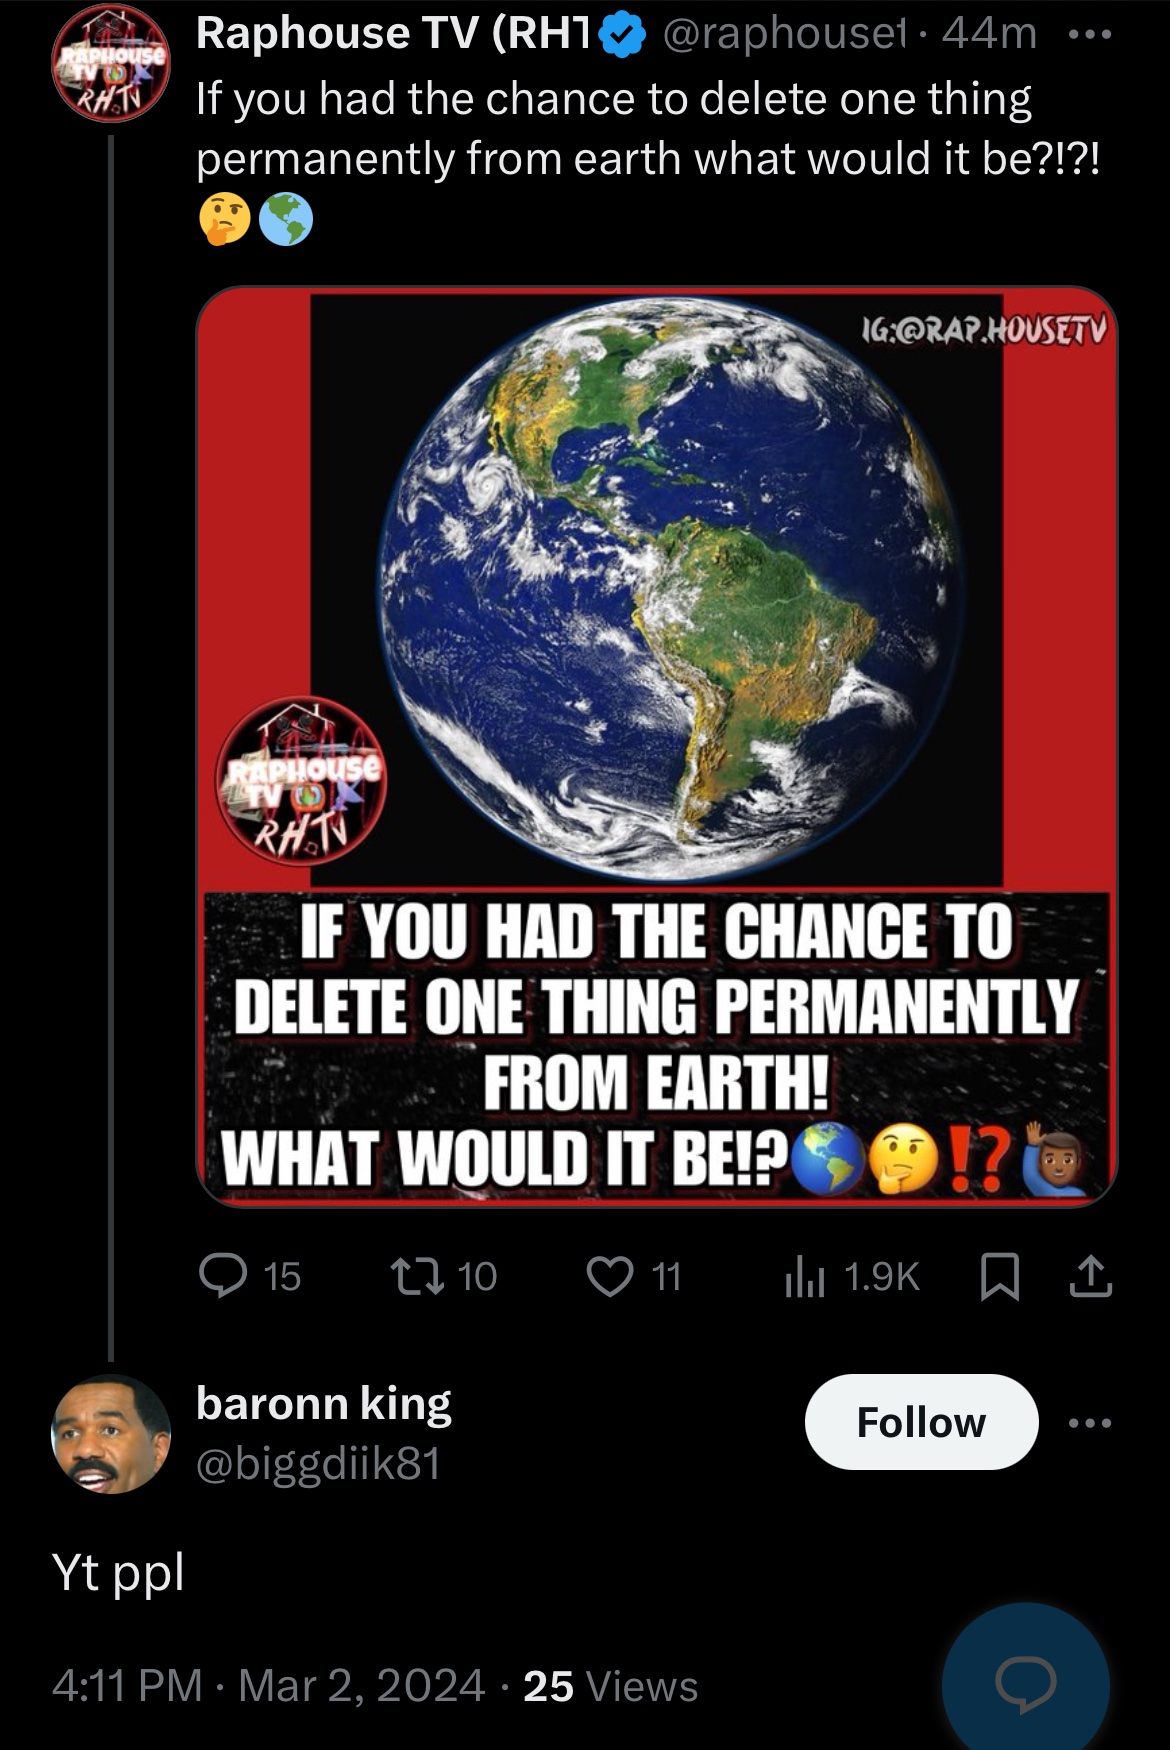 Raphouse TV (RHT @raphouset · 44m
If you had the chance to delete one thing
permanently from earth what would it be?!?!
🤔🌎
RAPHOUSE
TV
RH.TV
IG:@RAP.HOUSETV
RAPHOUSE
TV
RH.TV
IF YOU HAD THE CHANCE TO
DELETE ONE THING PERMANENTLY
FROM EARTH!
WHAT WOULD IT BE!?🌎🤔⁉️🙋🏾‍♂️
15 10 11 1.9K
baronn king
@biggdiik81
Follow
Yt ppl
4:11 PM · Mar 2, 2024 · 25 Views